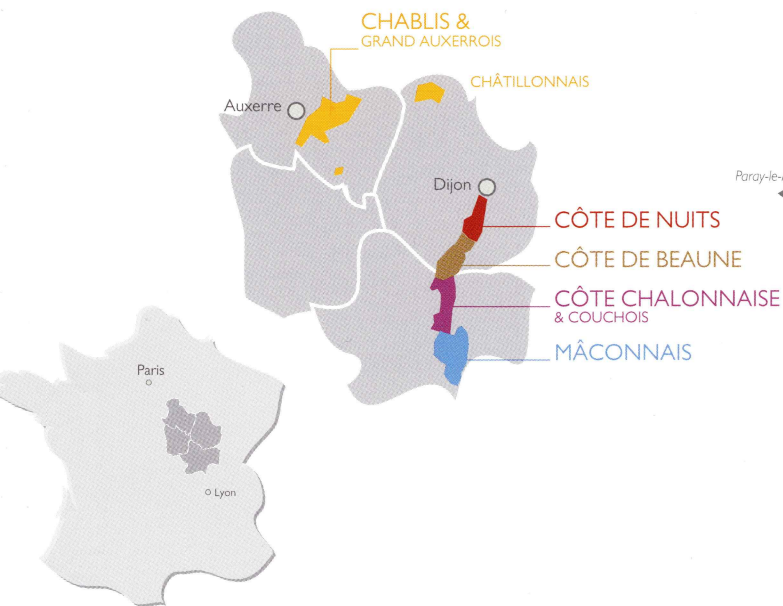 CHABLIS &
GRAND AUXERROIS
CHÂTILLONNAIS
Auxerre
Dijon
Paray-le-
CÔTE DE NUITS
CÔTE DE BEAUNE
CÔTE CHALONNAISE
& COUCHOIS
MÂCONNAIS
Paris
Lyon